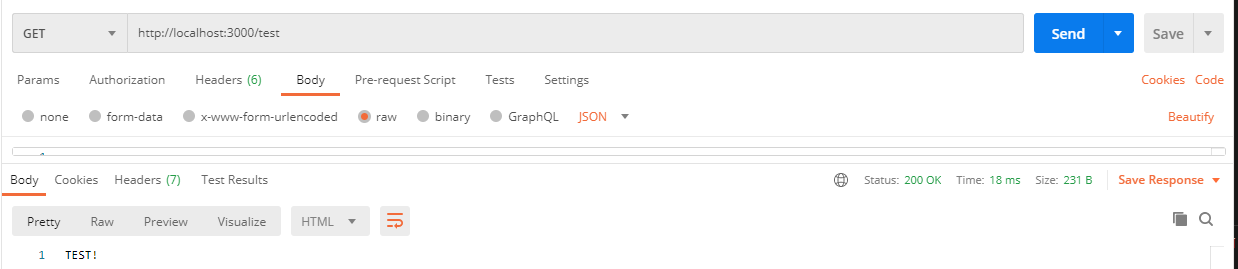 GET http://localhost:3000/test Send Save
Params Authorization Headers (6) Body Pre-request Script Tests Settings Cookies Code
none form-data x-www-form-urlencoded raw binary GraphQL JSON Beautify
Body Cookies Headers (7) Test Results Status: 200 OK Time: 18 ms Size: 231 B Save Response
Pretty Raw Preview Visualize HTML
1 TEST!